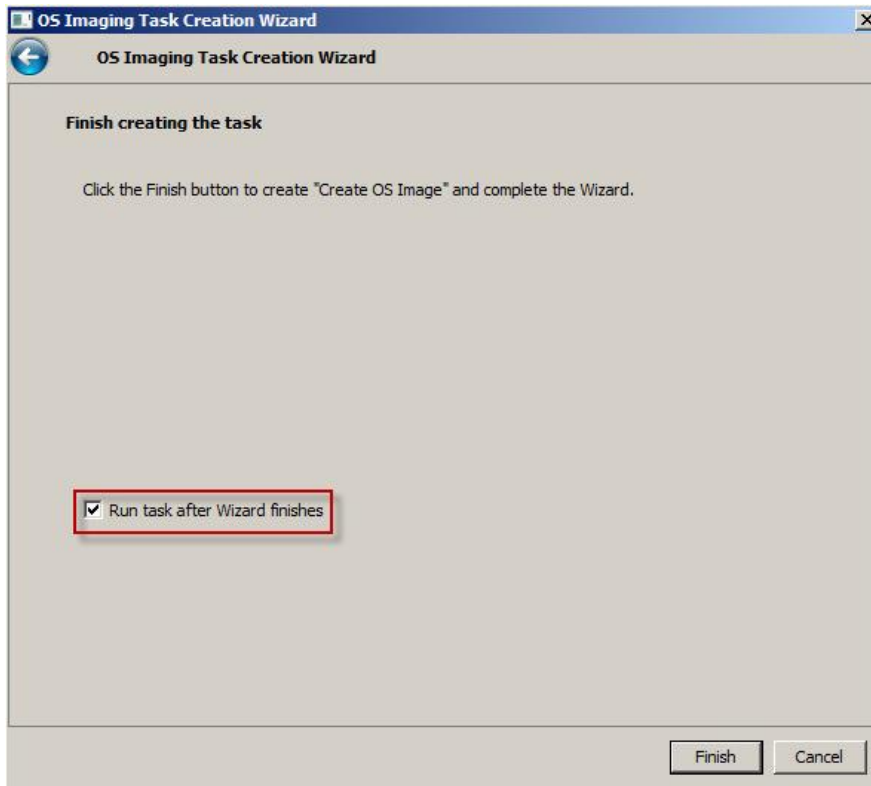 OS Imaging Task Creation Wizard
OS Imaging Task Creation Wizard
Finish creating the task
Click the Finish button to create "Create OS Image" and complete the Wizard.
Run task after Wizard finishes
Finish Cancel